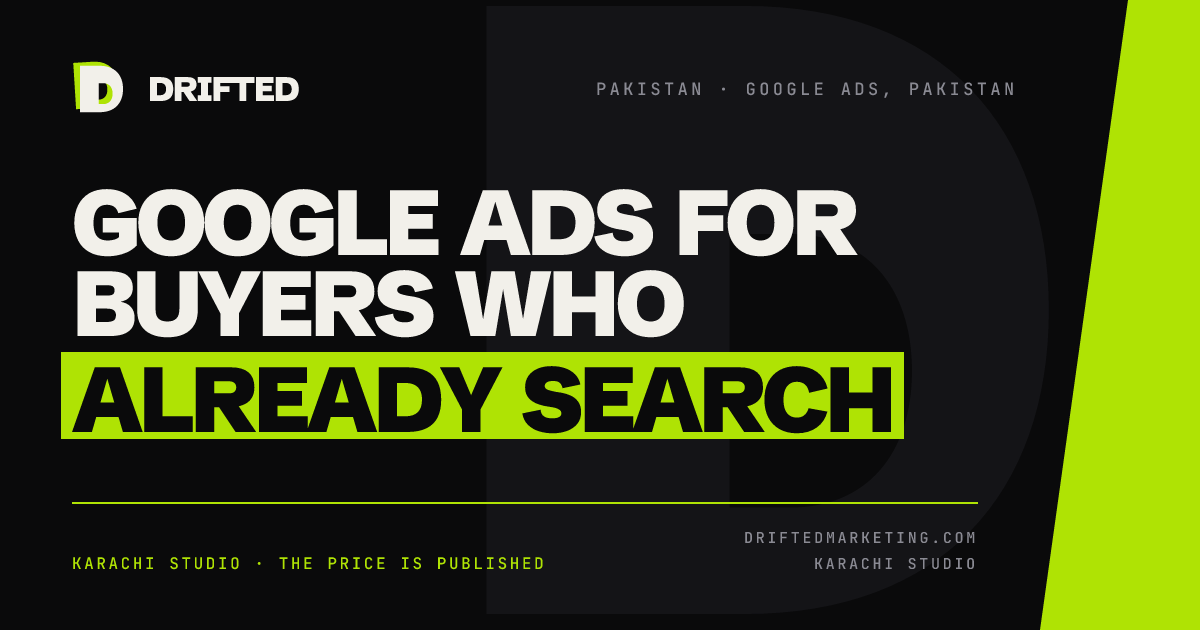 DRIFTED
PAKISTAN · GOOGLE ADS, PAKISTAN
GOOGLE ADS FOR
BUYERS WHO
ALREADY SEARCH
DRIFTEDMARKETING.COM
KARACHI STUDIO · THE PRICE IS PUBLISHED
KARACHI STUDIO